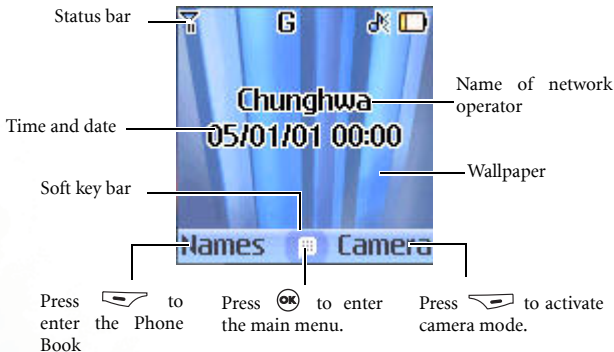 Status bar
G
Chunghwa
Name of network
operator
Time and date
05/01/01 00:00
Wallpaper
Soft key bar
Names
Camera
Press to
enter the Phone
Book
Press OK to enter
the main menu.
Press to activate
camera mode.